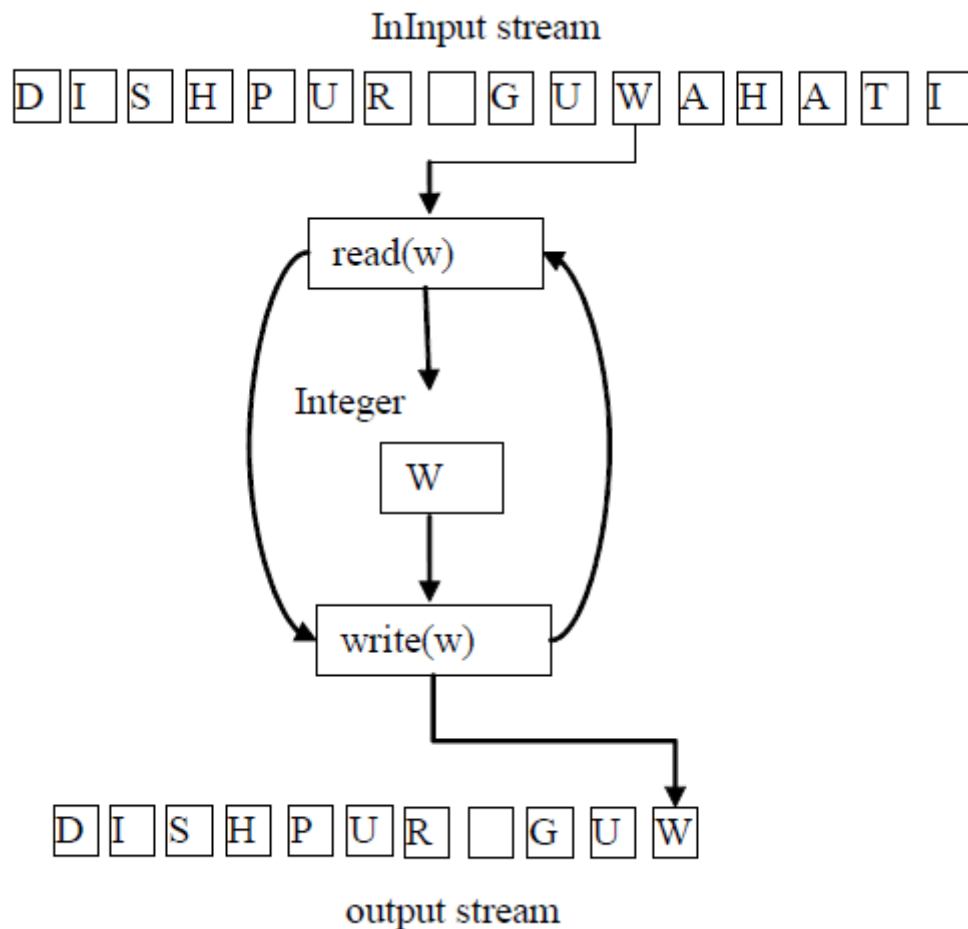 InInput stream
D I S H P U R   G U W A H A T I
read(w)
Integer
W
write(w)
D I S H P U R   G U W
output stream